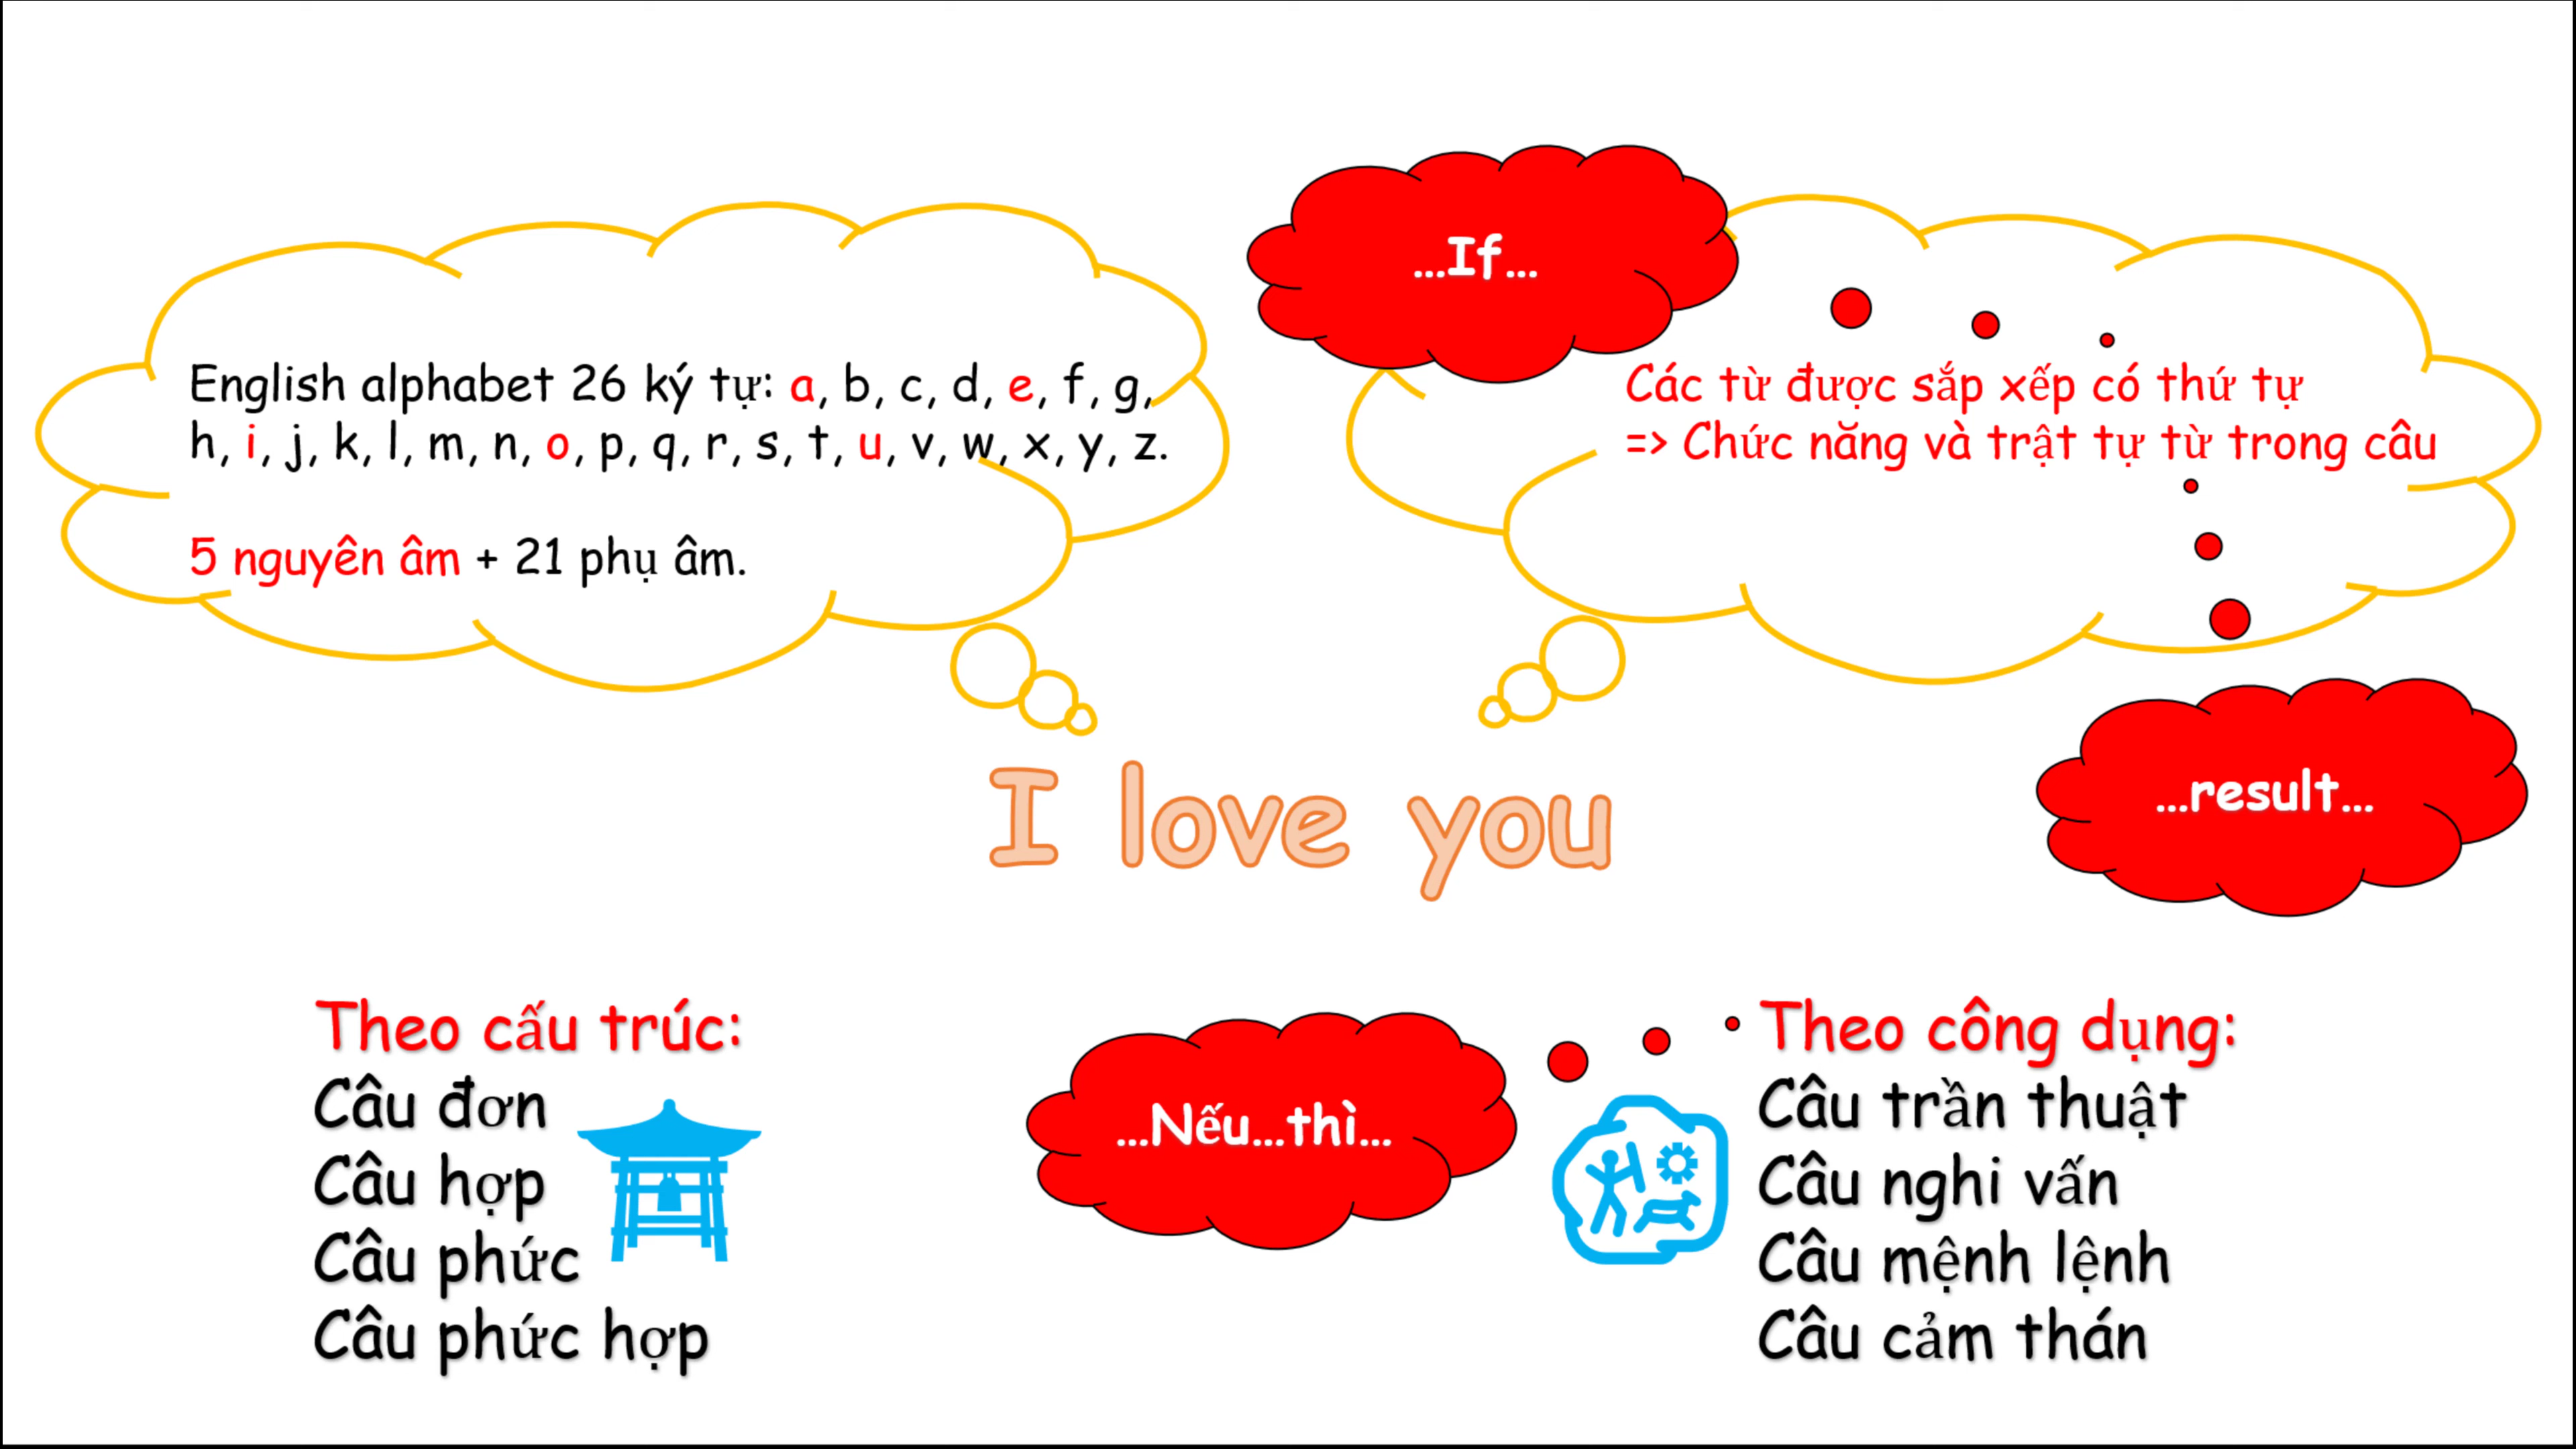 ...If...
English alphabet 26 ký tự: a, b, c, d, e, f, g,
h, i, j, k, l, m, n, o, p, q, r, s, t, u, v, w, x, y, z.
5 nguyên âm + 21 phụ âm.
Các từ được sắp xếp có thứ tự
=> Chức năng và trật tự từ trong câu
I love you
...result...
Theo cấu trúc:
Câu đơn
Câu hợp
Câu phức
Câu phức hợp
...Nếu...thì...
Theo công dụng:
Câu trần thuật
Câu nghi vấn
Câu mệnh lệnh
Câu cảm thán